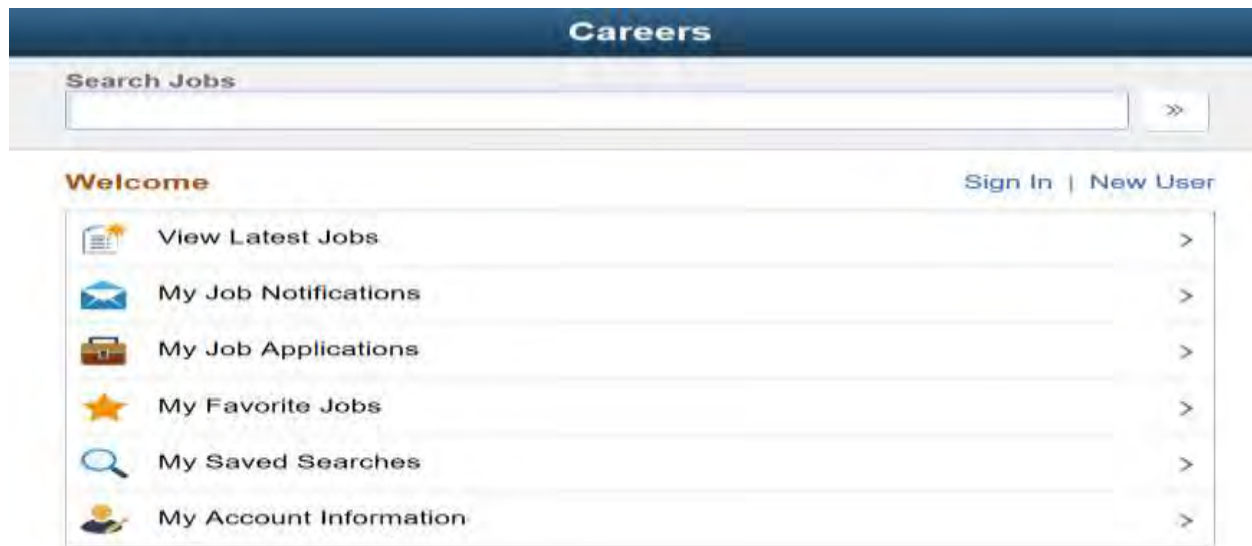 Careers
Search Jobs
»
Welcome
Sign In | New User
View Latest Jobs >
My Job Notifications >
My Job Applications >
My Favorite Jobs >
My Saved Searches >
My Account Information >